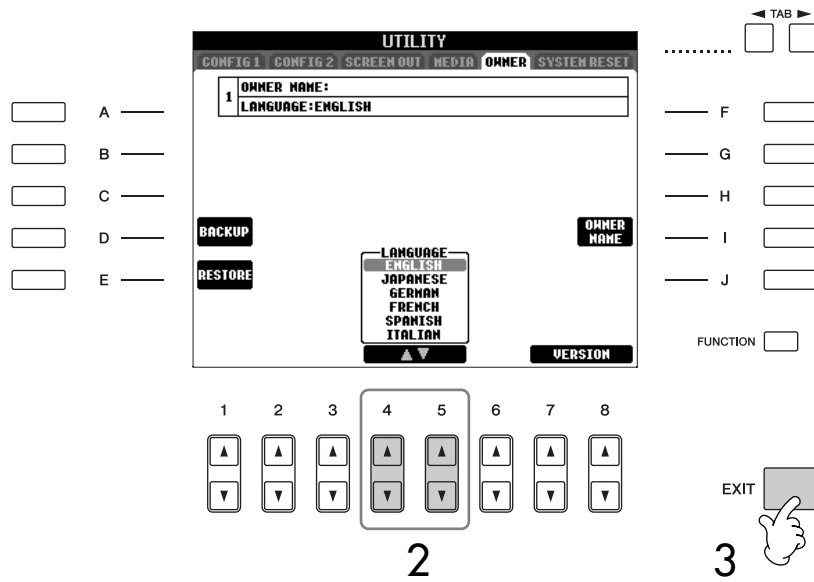 ◄ TAB ►
UTILITY
CONFIG 1 CONFIG 2 SCREEN OUT MEDIA OWNER SYSTEM RESET
1 OWNER NAME:
LANGUAGE:ENGLISH
A
B
C
D
E
F
G
H
I
J
BACKUP
RESTORE
OWNER
NAME
LANGUAGE
ENGLISH
JAPANESE
GERMAN
FRENCH
SPANISH
ITALIAN
▲▼
VERSION
FUNCTION
1 2 3 4 5 6 7 8
EXIT
2 3